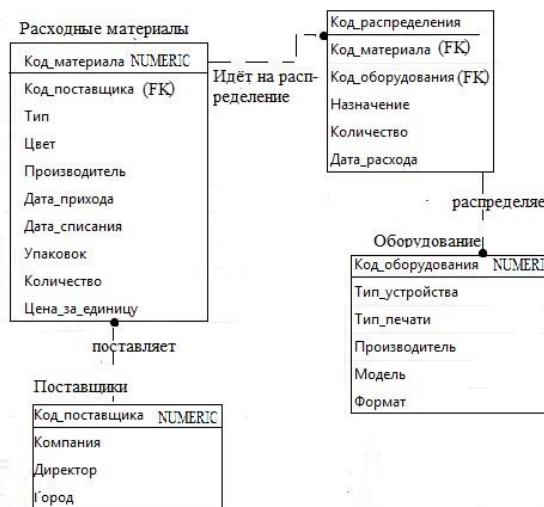 Расходные материалы
Код_материала NUMERIC
Код_поставщика (FK)
Тип
Цвет
Производитель
Дата_прихода
Дата_списания
Упаковок
Количество
Цена_за_единицу
Идёт на расп-
ределение
Код_распределения
Код_материала (FK)
Код_оборудования (FK)
Назначение
Количество
Дата_расхода
распределяе
Оборудование
Код_оборудования NUMERI
Тип_устройства
Тип_печати
Производитель
Модель
Формат
поставляет
Поставщики
Код_поставщика NUMERIC
Компания
Директор
Город